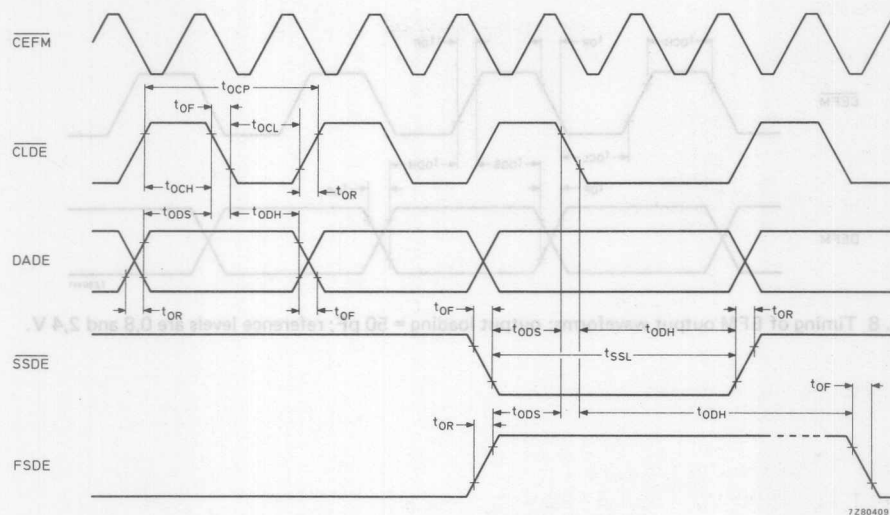 CEFM
tOCP
tOF
tOCL
CLDE
tOCH
tOR
tODS
tODH
DADE
tOR
tOF
tOF
tODS
tODH
tOR
. 8 Timing of EFM output waveforms; output loading = 50 pF; reference levels are 0,8 and 2,4 V.
SSDE
tSSL
tOF
tOR
tODS
tODH
FSDE
7Z80409